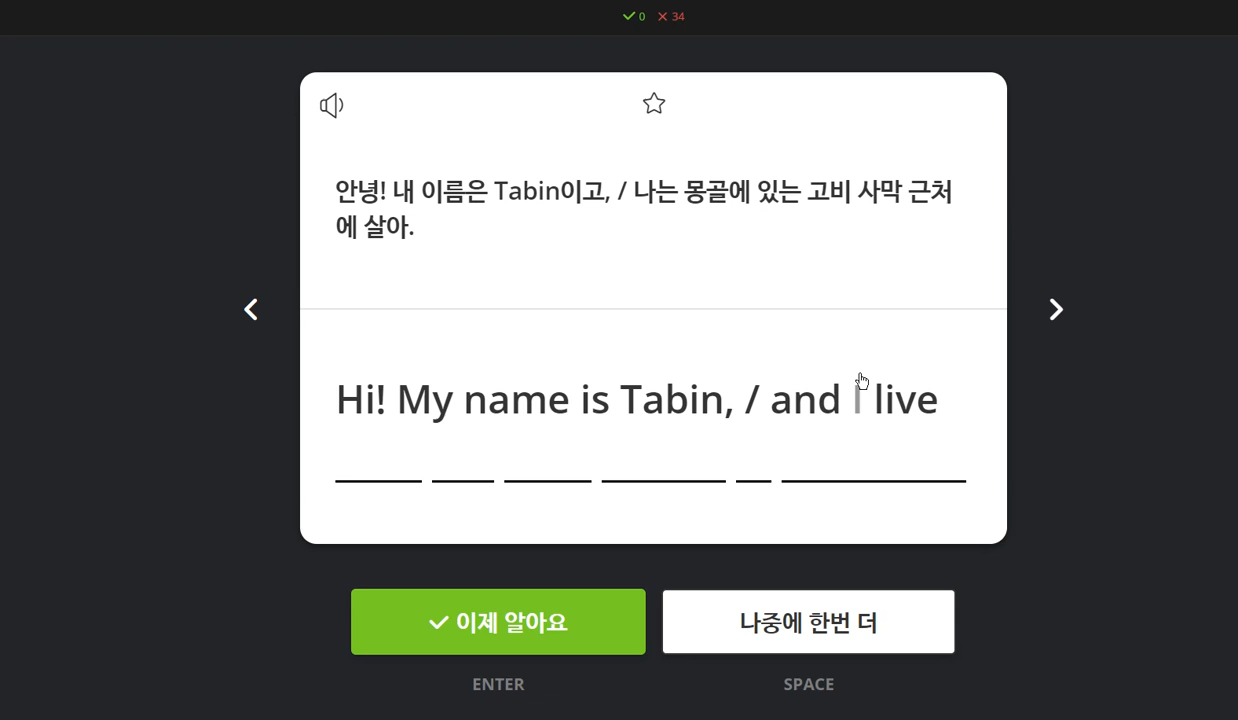 0 34
안녕! 내 이름은 Tabin이고, / 나는 몽골에 있는 고비 사막 근처
에 살아.
Hi! My name is Tabin, / and I live
이제 알아요 나중에 한번 더
ENTER SPACE